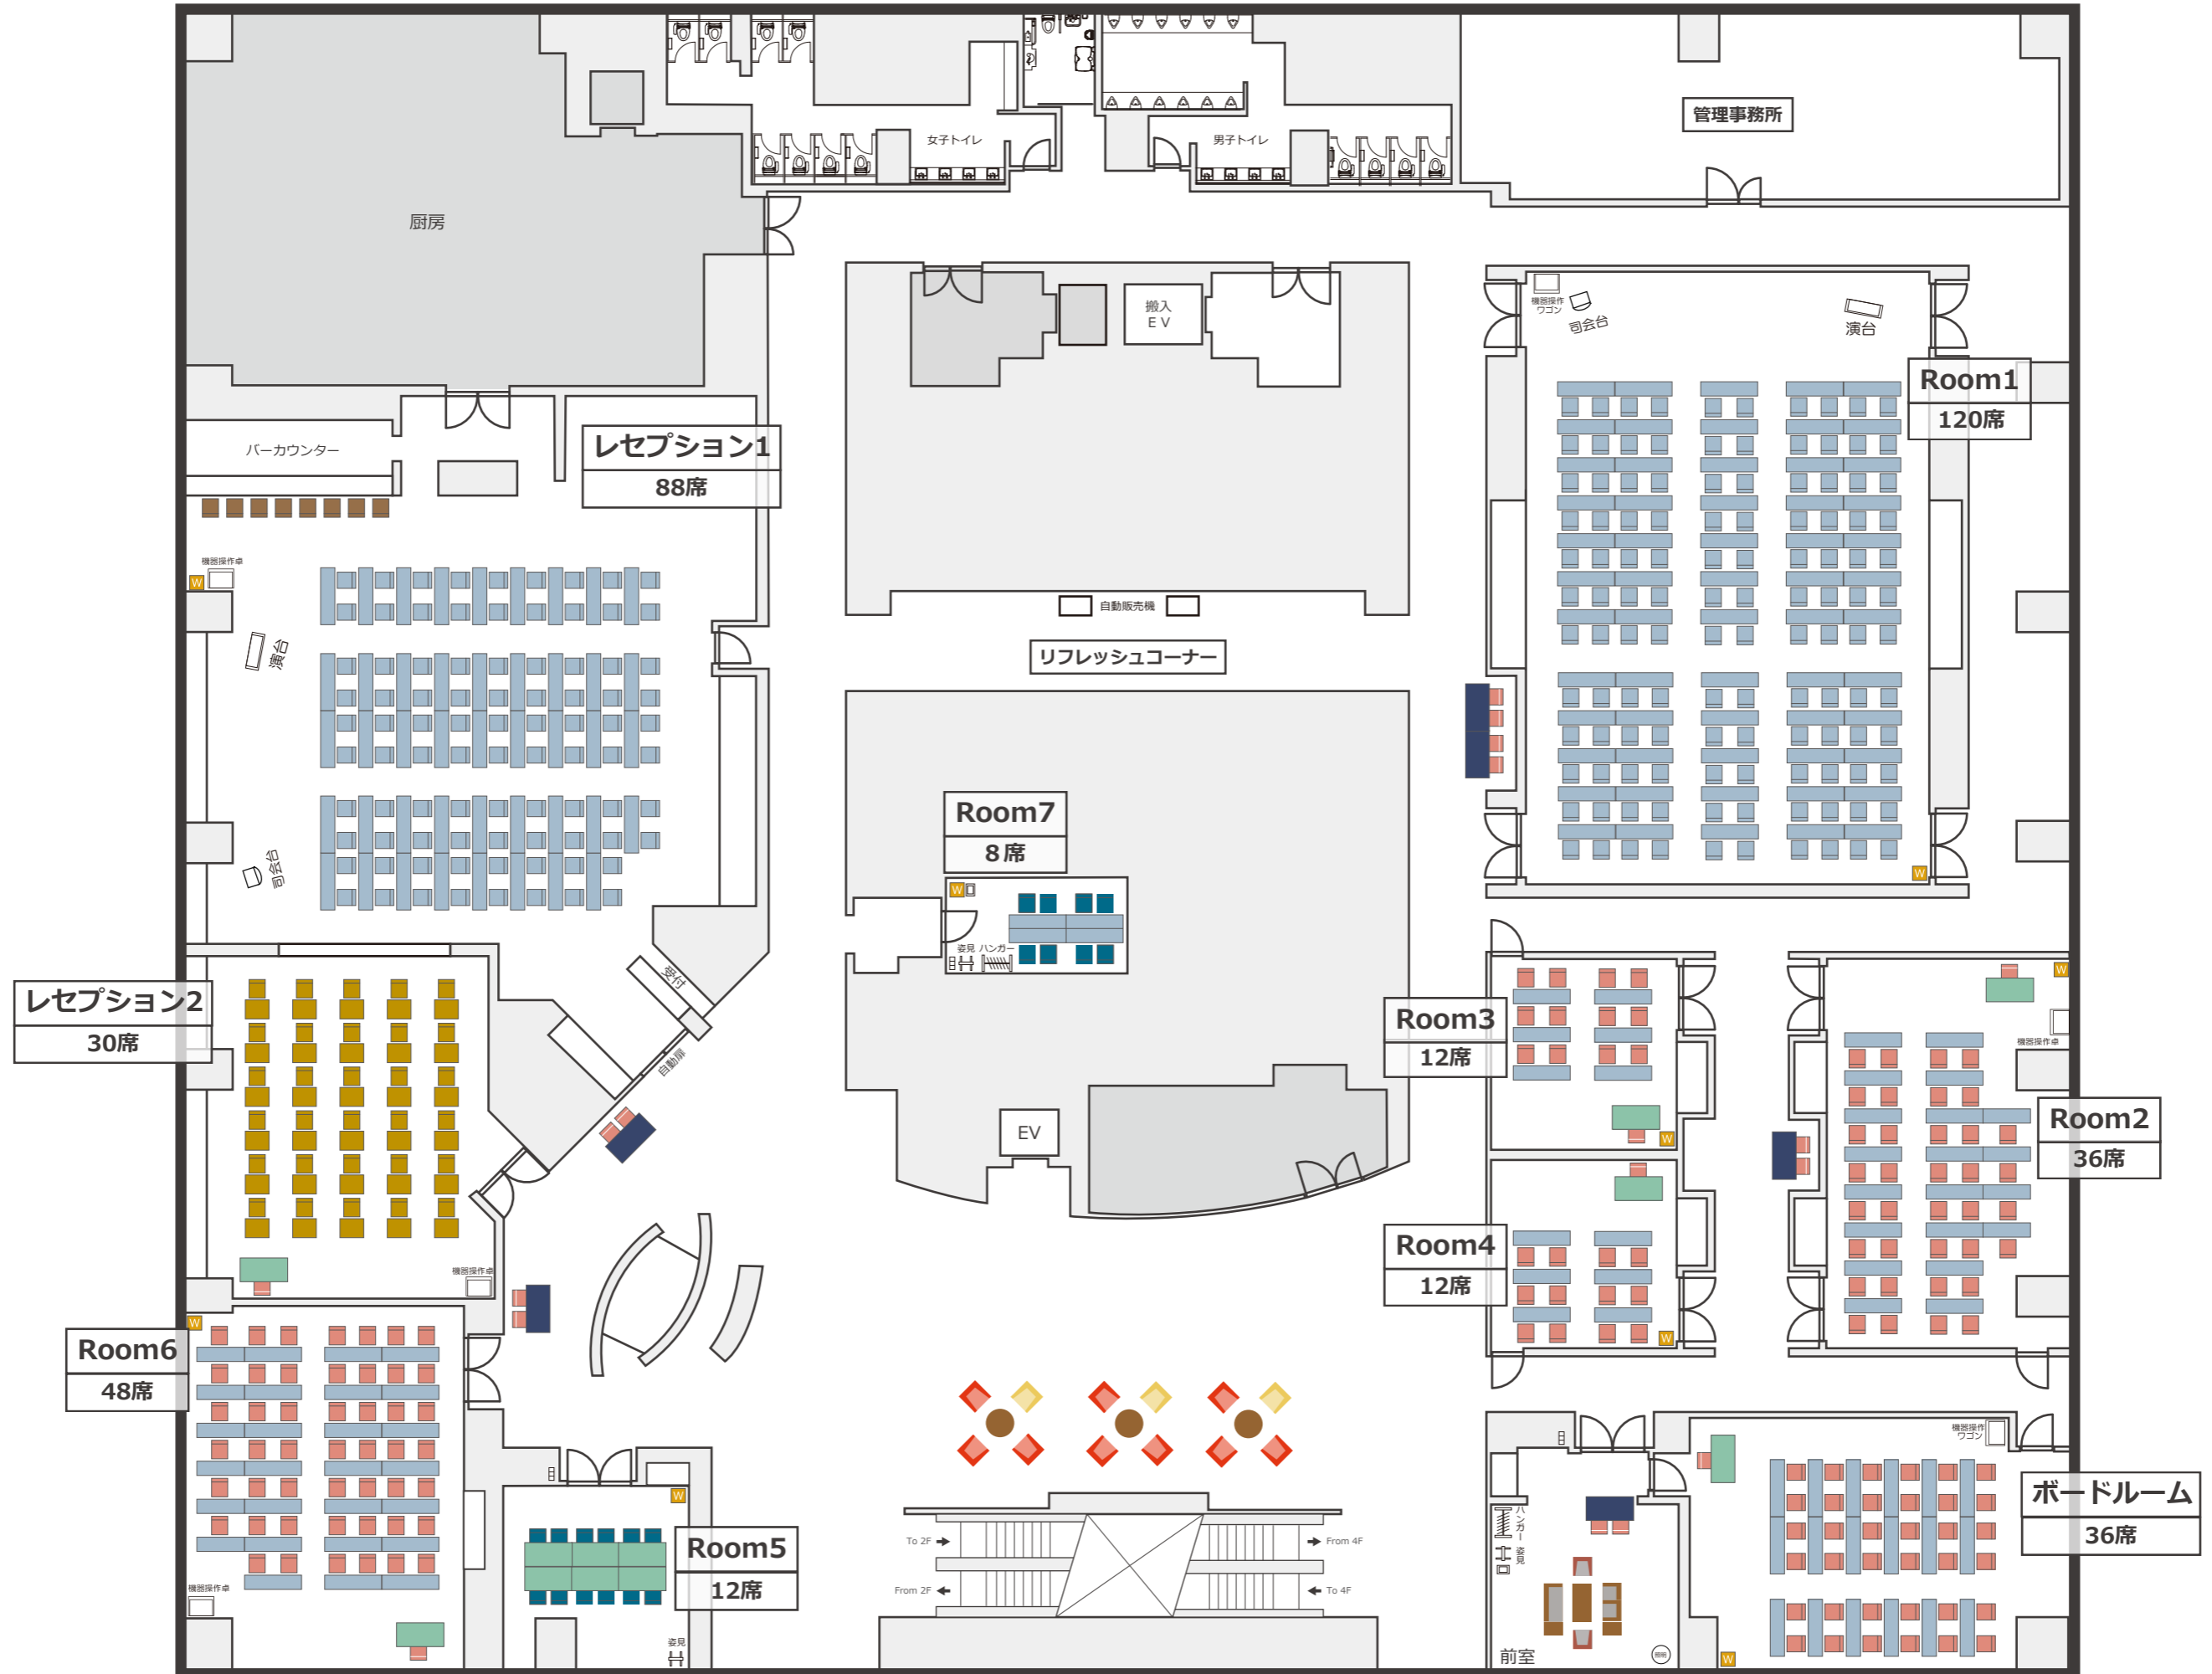 管理事務所
女子トイレ
男子トイレ
厨房
搬入
EV
機器操作
ワゴン
司会台
演台
Room1
120席
バーカウンター
レセプション1
88席
機器操作卓
W
演台
自動販売機
リフレッシュコーナー
Room7
8席
W
姿見 ハンガー
司会台
W
受付
自動扉
レセプション2
30席
Room3
12席
W
W
機器操作卓
Room2
36席
EV
Room4
12席
W
機器操作卓
W
Room6
48席
機器操作卓
W
Room5
12席
姿見
To 2F
From 4F
From 2F
To 4F
機器操作
ワゴン
ボードルーム
36席
ハンガー
姿見
前室
W